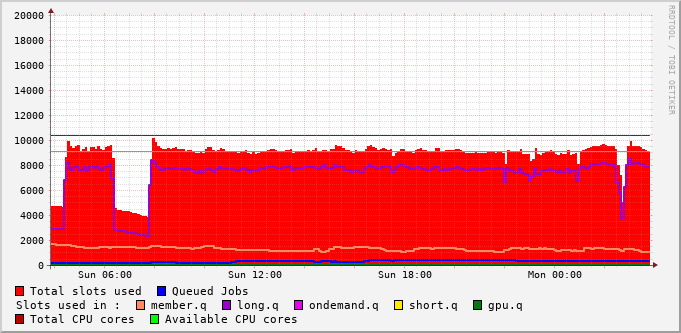 20000
18000
16000
14000
12000
10000
8000
6000
4000
2000
0
Sun 06:00 Sun 12:00 Sun 18:00 Mon 00:00
Total slots used Queued Jobs
Slots used in : member.q long.q ondemand.q short.q gpu.q
Total CPU cores Available CPU cores
RRDTOOL / TOBI OETIKER